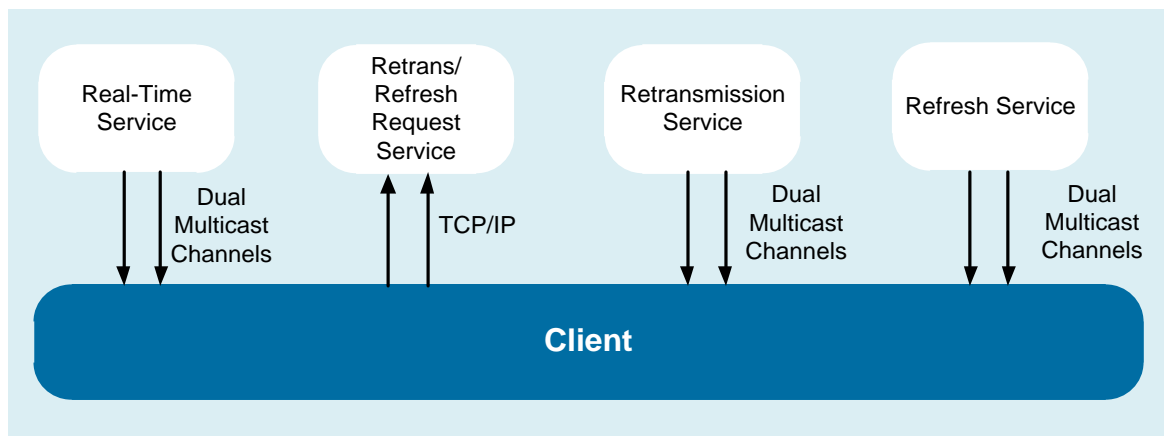 Real-Time
Service
Retrans/
Refresh
Request
Service
Retransmission
Service
Refresh Service
Dual
Multicast
Channels
TCP/IP
Dual
Multicast
Channels
Dual
Multicast
Channels
Client